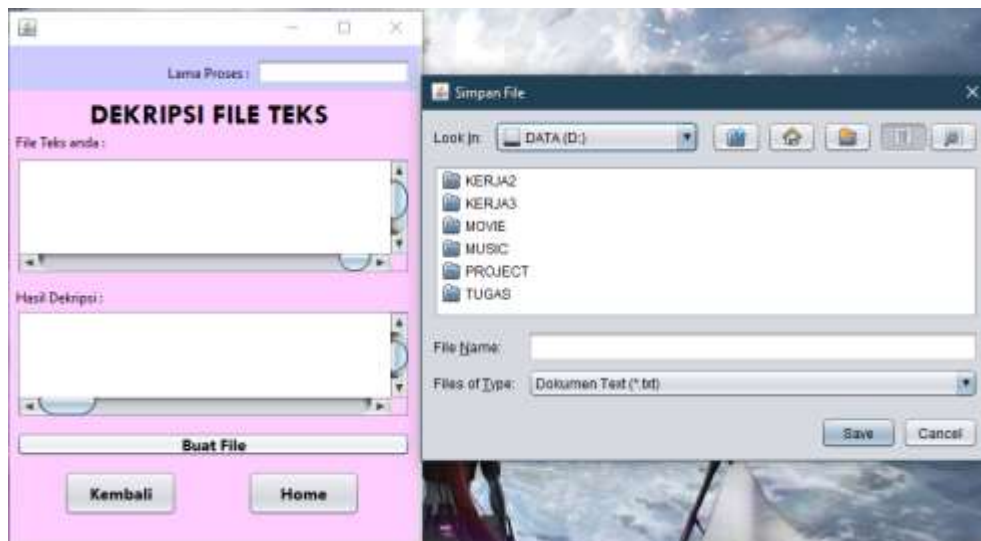 Lama Proses :
DEKRIPSI FILE TEKS
File Teks anda :
Hasil Dekripsi :
Buat File
Kembali
Home
Simpan File
Look In:
DATA (D:)
KERJA2
KERJA3
MOVIE
MUSIC
PROJECT
TUGAS
File Name:
Files of Type:
Dokumen Text (*.txt)
Save
Cancel